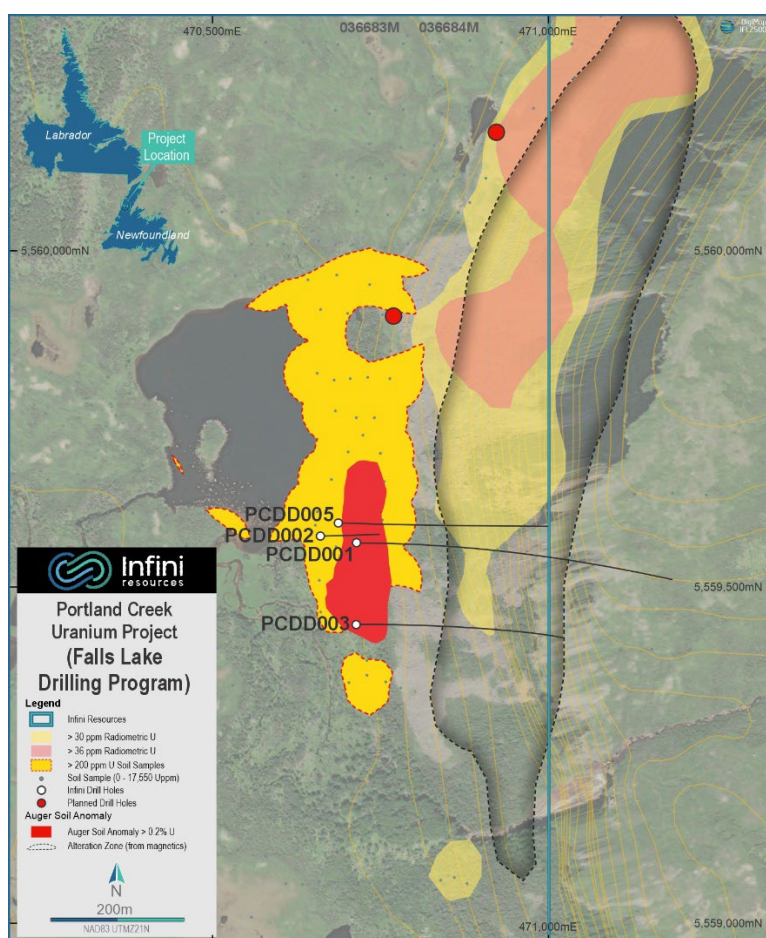 470,500mE
036683M
036684M
471,000mE
Labrador
Project
Location
Newfoundland
5,560,000mN
5,560,000mN
PCDD005
PCDD002
PCDD001
5,559,500mN
PCDD003
Infini
resources
Portland Creek
Uranium Project
(Falls Lake
Drilling Program)
Legend
Infini Resources
> 30 ppm Radiometric U
> 36 ppm Radiometric U
> 200 ppm U Soil Samples
Soil Sample (0 - 17,550 Uppm)
Infini Drill Holes
Planned Drill Holes
Auger Soil Anomaly
Auger Soil Anomaly > 0.2% U
Alteration Zone (from magnetics)
N
200m
NAD83 UTMZ21N
471,000mE
5,559,000mN